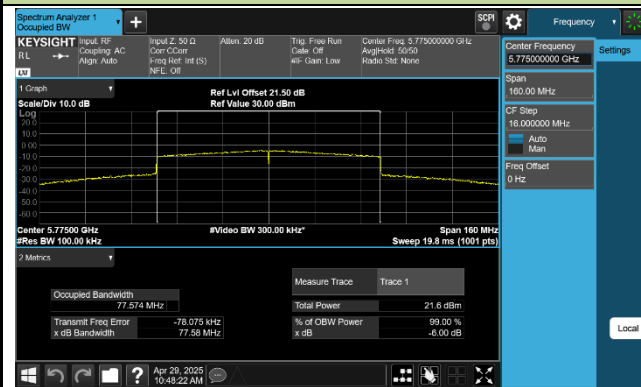 Spectrum Analyzer 1
Occupied BW
SCPI
Frequency
KEYSIGHT
RL
LM
Input: RF
Coupling: AC
Align: Auto
Input Z: 50 Ω
Corr CCorr
Freq Ref: Int (S)
NFE: Off
Atten: 20 dB
Trig: Free Run
Gate: Off
#IF Gain: Low
Center Freq: 5.775000000 GHz
Avg|Hold: 50/50
Radio Std: None
Center Frequency
5.775000000 GHz
Settings
Span
160.00 MHz
CF Step
16.000000 MHz
Auto
Man
Freq Offset
0 Hz
Local
1 Graph
Scale/Div 10.0 dB
Ref Lvl Offset 21.50 dB
Ref Value 30.00 dBm
Log
20.0
10.0
0.00
-10.0
-20.0
-30.0
-40.0
-50.0
-60.0
Center 5.77500 GHz
#Video BW 300.00 kHz*
Span 160 MHz
#Res BW 100.00 kHz
Sweep 19.8 ms (1001 pts)
2 Metrics
Measure Trace
Trace 1
Occupied Bandwidth
77.574 MHz
Total Power
21.6 dBm
Transmit Freq Error
-78.075 kHz
% of OBW Power
99.00 %
x dB Bandwidth
77.58 MHz
x dB
-6.00 dB
?
Apr 29, 2025
10:48:22 AM